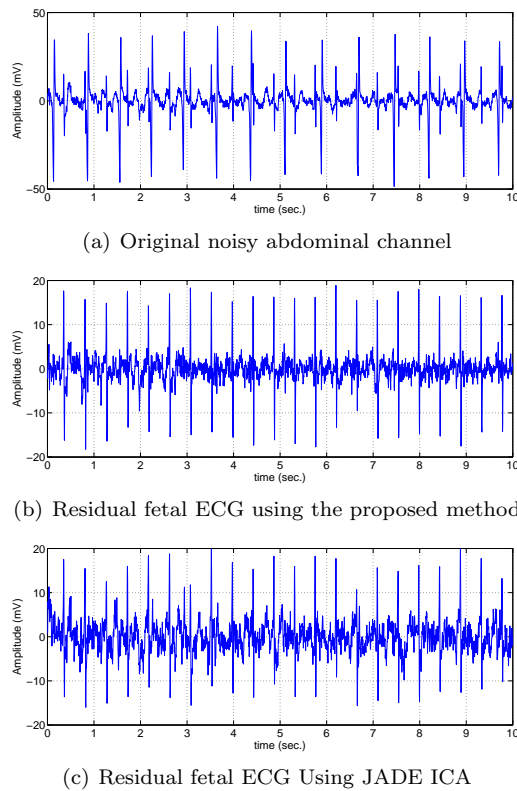 50
0
−50
Amplitude (mV)
0 1 2 3 4 5 6 7 8 9 10
time (sec.)
(a) Original noisy abdominal channel
20
10
0
−10
−20
Amplitude (mV)
0 1 2 3 4 5 6 7 8 9 10
time (sec.)
(b) Residual fetal ECG using the proposed method
20
10
0
−10
−20
Amplitude (mV)
0 1 2 3 4 5 6 7 8 9 10
time (sec.)
(c) Residual fetal ECG Using JADE ICA